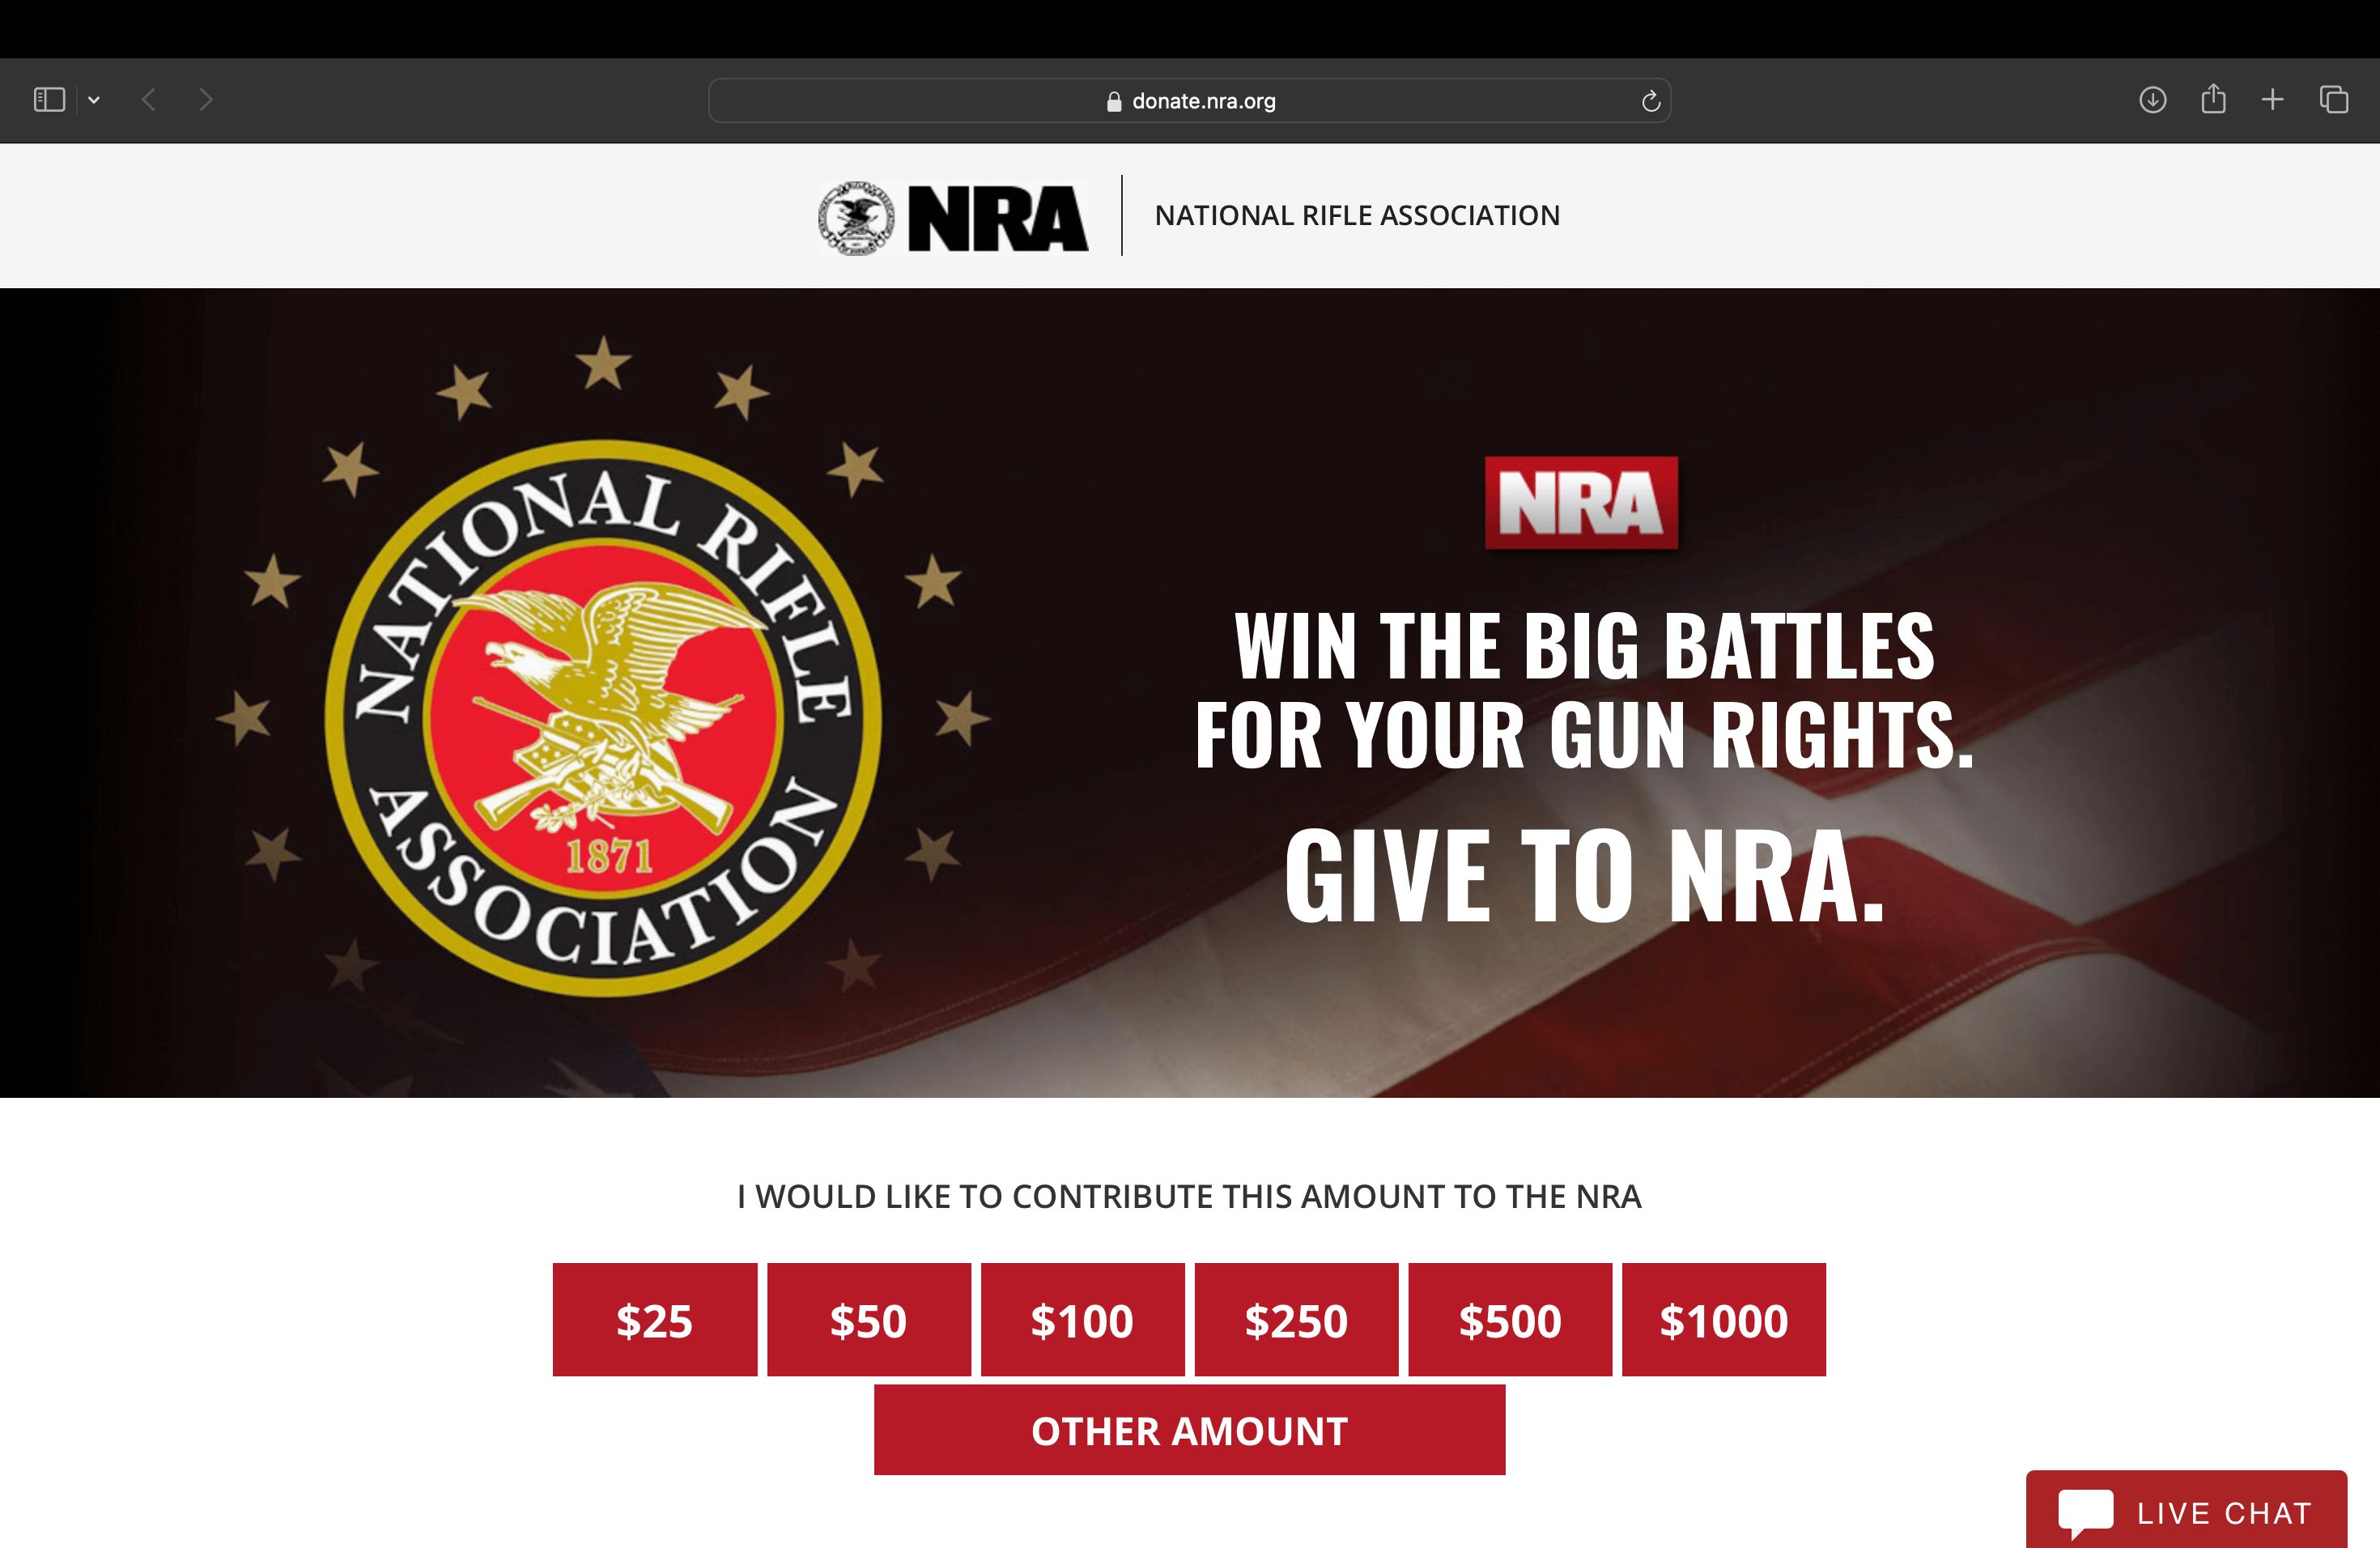 donate.nra.org
NRA
NATIONAL RIFLE ASSOCIATION
NATIONAL RIFLE
ASSOCIATION
1871
NRA
WIN THE BIG BATTLES
FOR YOUR GUN RIGHTS.
GIVE TO NRA.
I WOULD LIKE TO CONTRIBUTE THIS AMOUNT TO THE NRA
$25 $50 $100 $250 $500 $1000
OTHER AMOUNT
LIVE CHAT